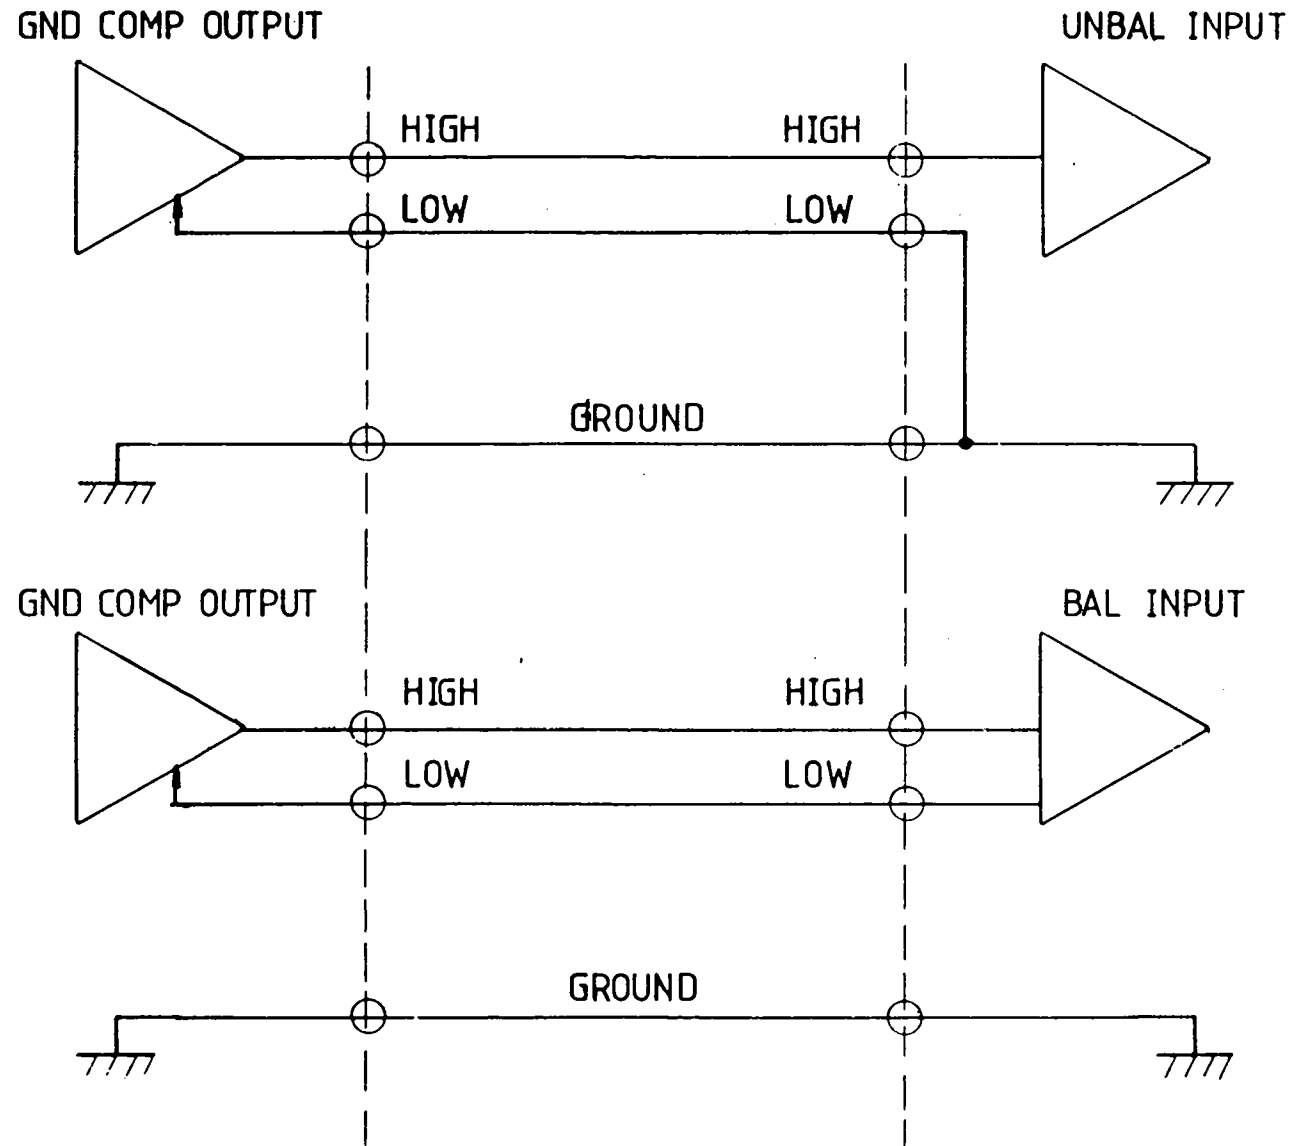 GND COMP OUTPUT
UNBAL INPUT
HIGH
HIGH
LOW
LOW
GROUND
GND COMP OUTPUT
BAL INPUT
HIGH
HIGH
LOW
LOW
GROUND